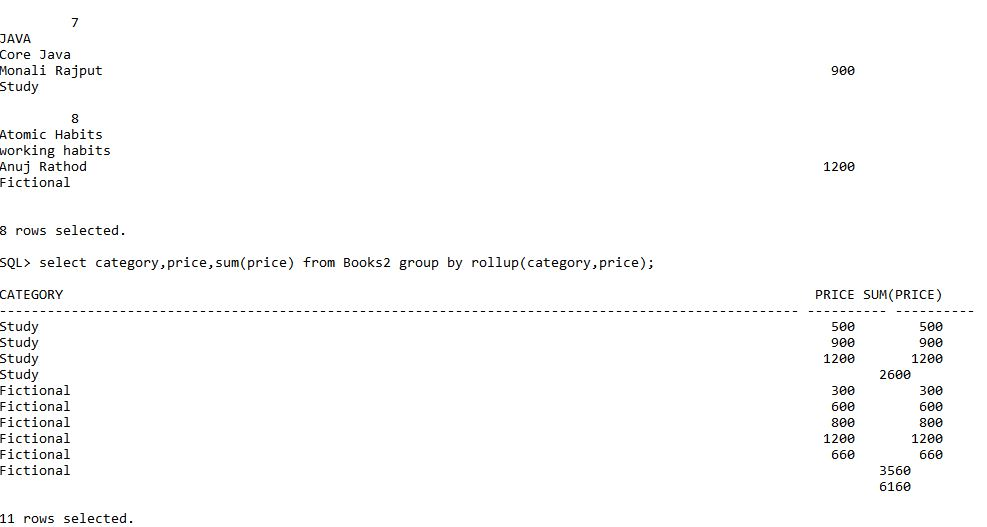 7
JAVA
Core Java
Monali Rajput 900
Study
8
Atomic Habits
working habits
Anuj Rathod 1200
Fictional
8 rows selected.
SQL> select category,price,sum(price) from Books2 group by rollup(category,price);
CATEGORY PRICE SUM(PRICE)
---------------------------------------------------------------------------------------------------- ---------- ----------
Study 500 500
Study 900 900
Study 1200 1200
Study 2600
Fictional 300 300
Fictional 600 600
Fictional 800 800
Fictional 1200 1200
Fictional 660 660
Fictional 3560
6160
11 rows selected.